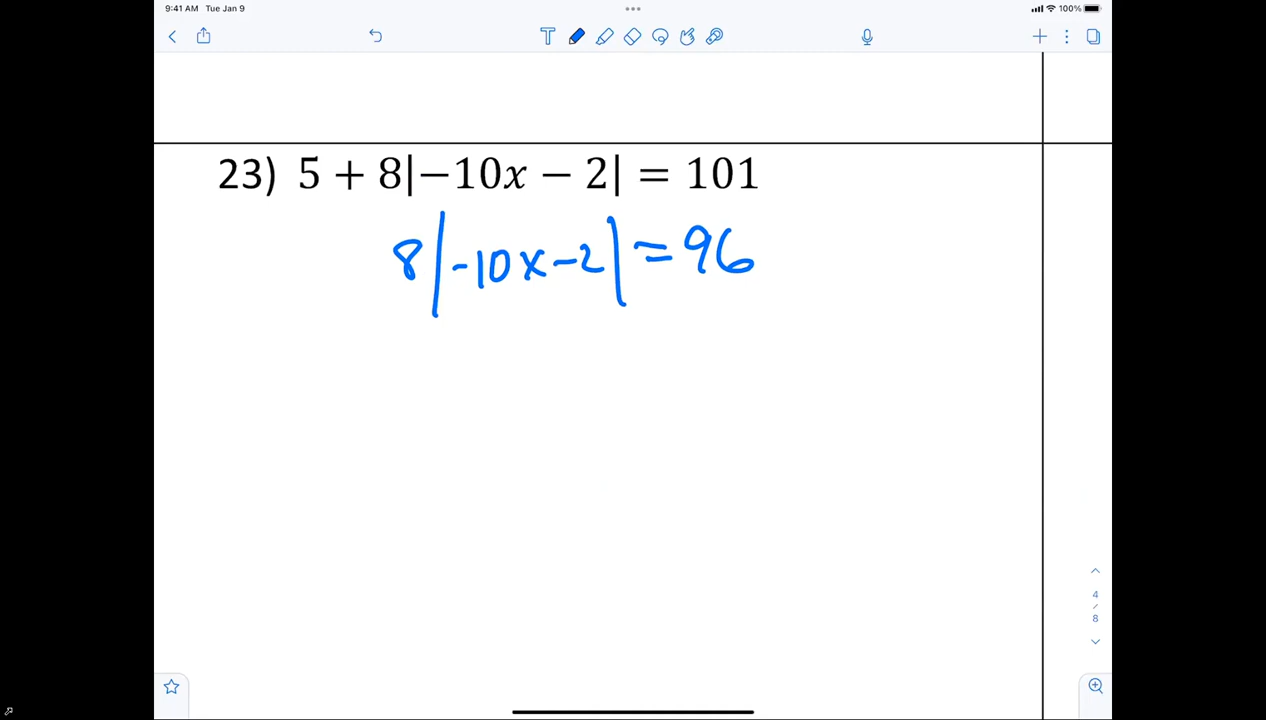 9:41 AM Tue Jan 9
100%
23) 5 + 8|−10x − 2| = 101
8|-10x-2|=96
4
/
8